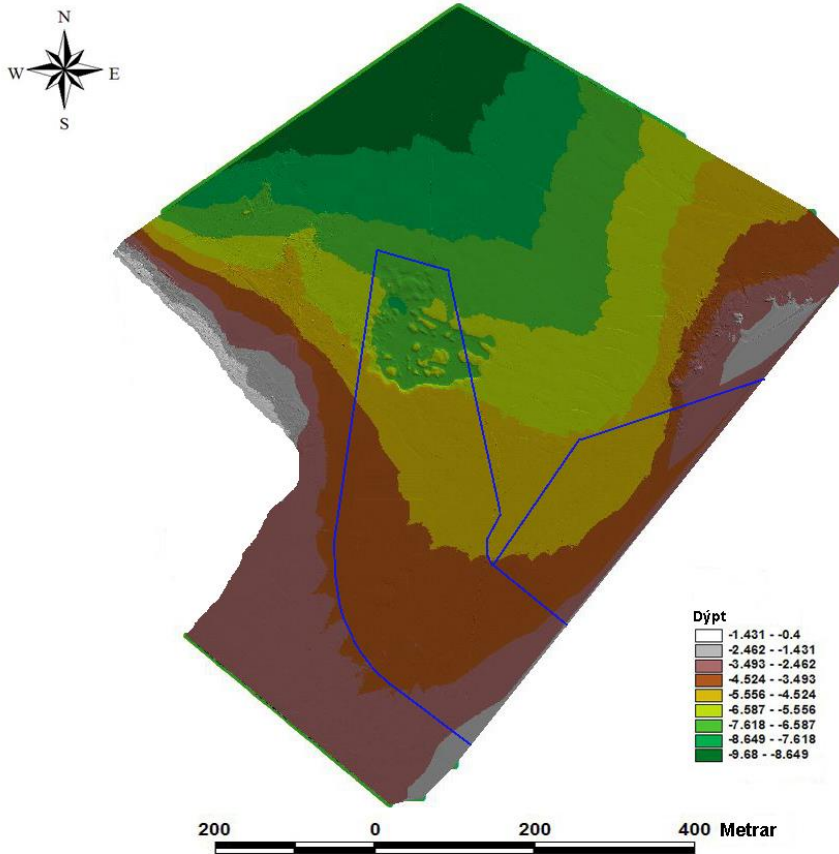 N
W E
S
Dýpt
-1.431 - -0.4
-2.462 - -1.431
-3.493 - -2.462
-4.524 - -3.493
-5.556 - -4.524
-6.587 - -5.556
-7.618 - -6.587
-8.649 - -7.618
-9.68 - -8.649
200 0 200 400 Metrar